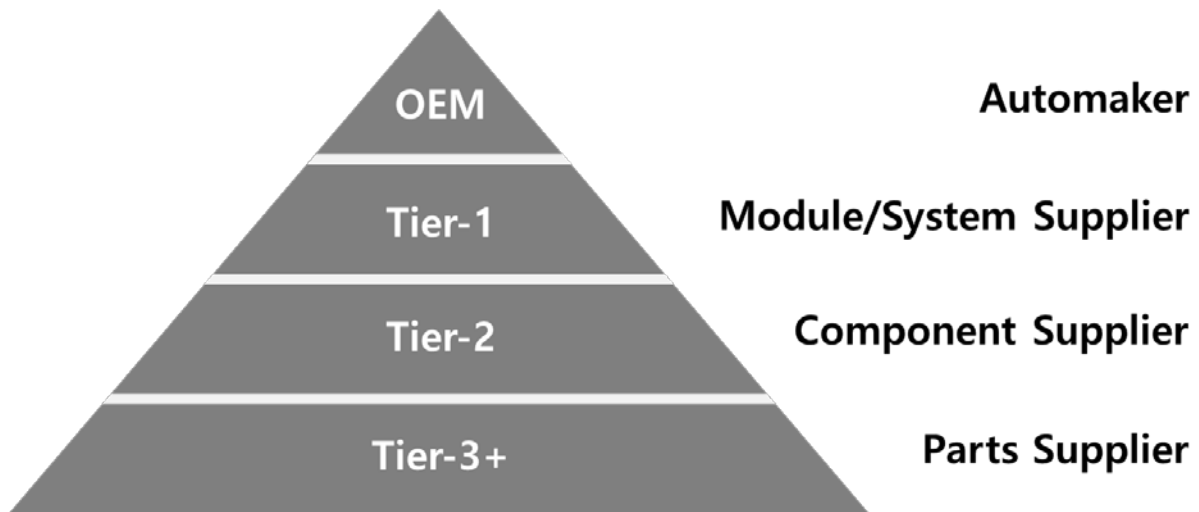 OEM Automaker
Tier-1 Module/System Supplier
Tier-2 Component Supplier
Tier-3+ Parts Supplier